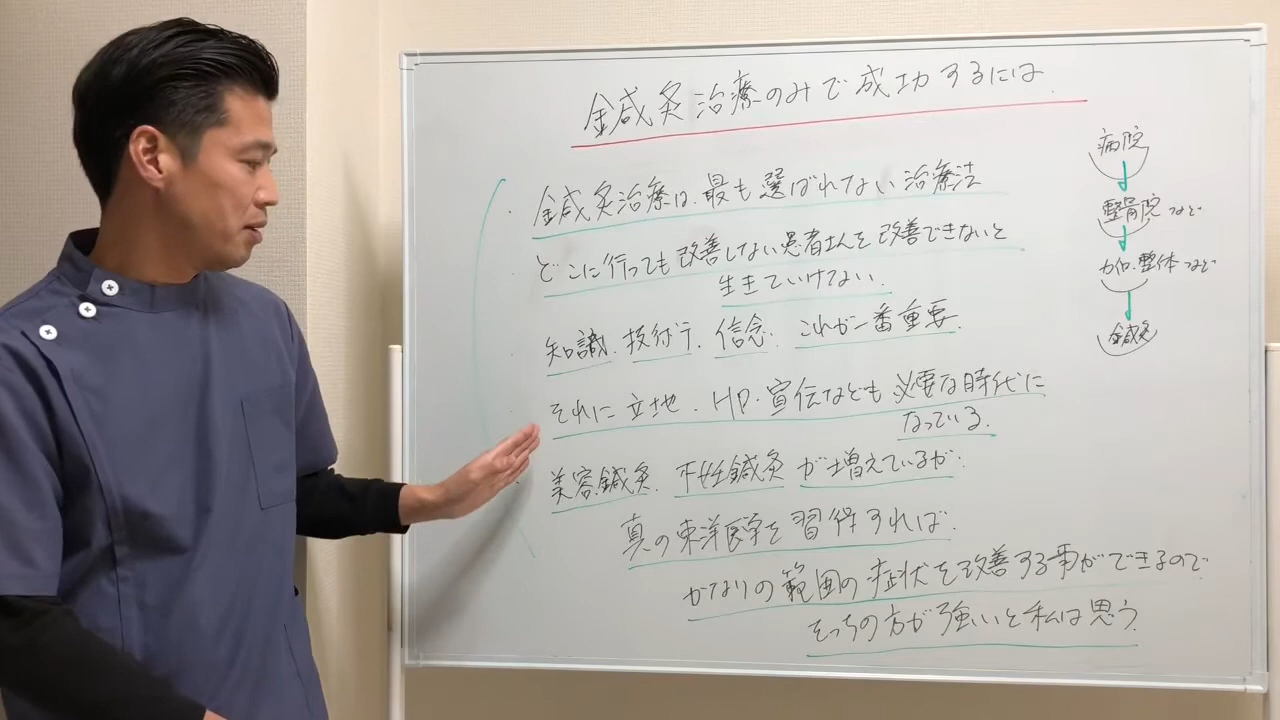 鍼灸治療のみで成功するには.
・鍼灸治療は、最も選ばれてない治療法
・どこに行っても改善しない患者さんを改善できないと
生きていけない.
・知識.技術.信念.これが一番重要.
・それに立地.HP.宣伝なども必要な時代に
なっている.
・美容鍼灸.不妊鍼灸が増えているが.
真の東洋医学を習得すれば.
かなりの範囲の症状を改善する事ができるので
そっちの方が強いと私は思う.
病院
整骨院など
カイロ・整体など
鍼灸